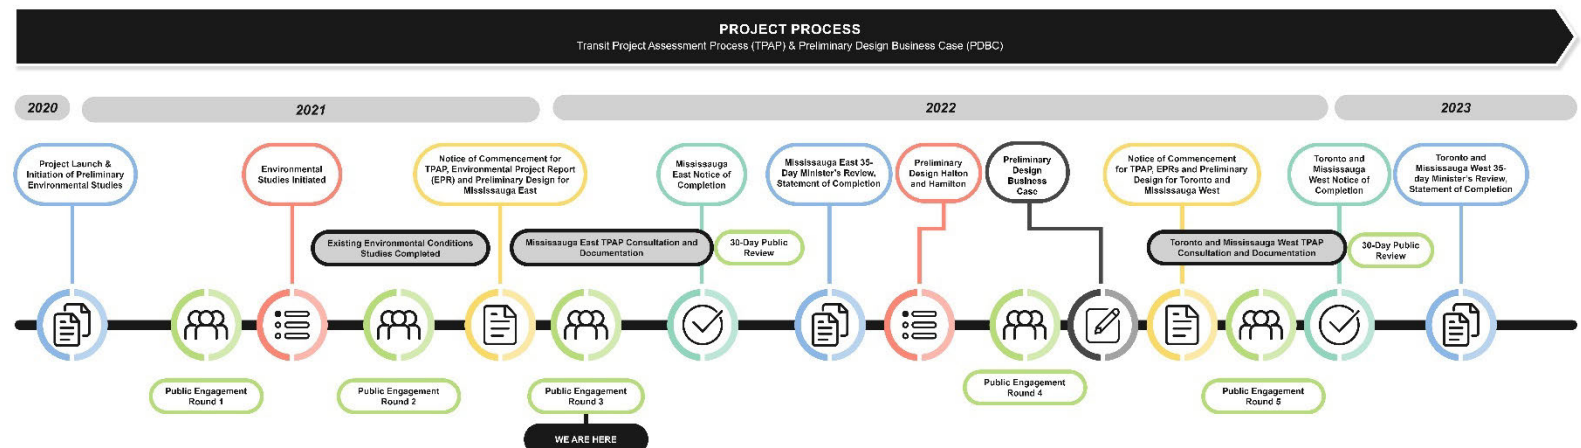 PROJECT PROCESS
Transit Project Assessment Process (TPAP) & Preliminary Design Business Case (PDBC)
2020
2021
2022
2023
Project Launch &
Initiation of Preliminary
Environmental Studies
Environmental
Studies Initiated
Notice of Commencement for
TPAP, Environmental Project Report
(EPR) and Preliminary Design for
Mississauga East
Mississauga
East Notice of
Completion
Mississauga East 35-
Day Minister's Review,
Statement of Completion
Preliminary
Design Halton
and Hamilton
Preliminary
Design
Business
Case
Notice of Commencement
for TPAP, EPRs and Preliminary
Design for Toronto and
Mississauga West
Toronto and
Mississauga
West Notice of
Completion
Toronto and
Mississauga West 35-
day Minister's Review,
Statement of Completion
Existing Environmental Conditions
Studies Completed
Mississauga East TPAP Consultation and
Documentation
30-Day Public
Review
Toronto and Mississauga West TPAP
Consultation and Documentation
30-Day Public
Review
Public Engagement
Round 1
Public Engagement
Round 2
Public Engagement
Round 3
WE ARE HERE
Public Engagement
Round 4
Public Engagement
Round 5